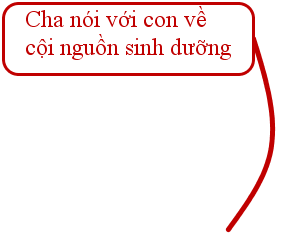 Cha nói với con về
cội nguồn sinh dưỡng